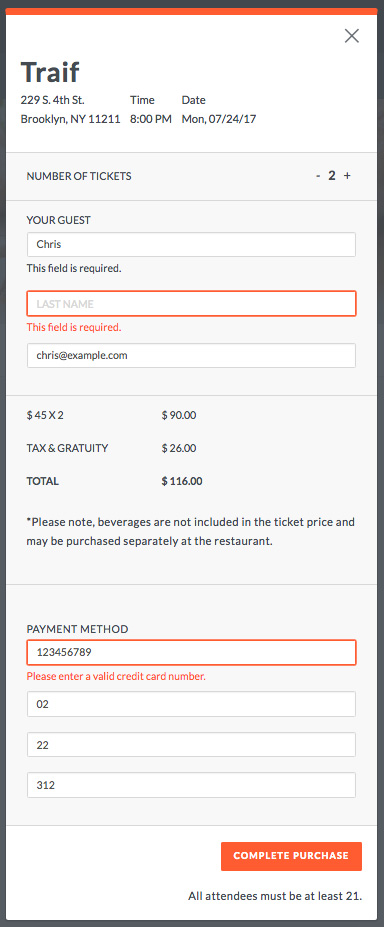 Traif
229 S. 4th St. Time Date
Brooklyn, NY 11211 8:00 PM Mon, 07/24/17
NUMBER OF TICKETS - 2 +
YOUR GUEST
Chris
This field is required.
LAST NAME
This field is required.
chris@example.com
$ 45 X 2 $ 90.00
TAX & GRATUITY $ 26.00
TOTAL $ 116.00
*Please note, beverages are not included in the ticket price and
may be purchased separately at the restaurant.
PAYMENT METHOD
123456789
Please enter a valid credit card number.
02
22
312
COMPLETE PURCHASE
All attendees must be at least 21.